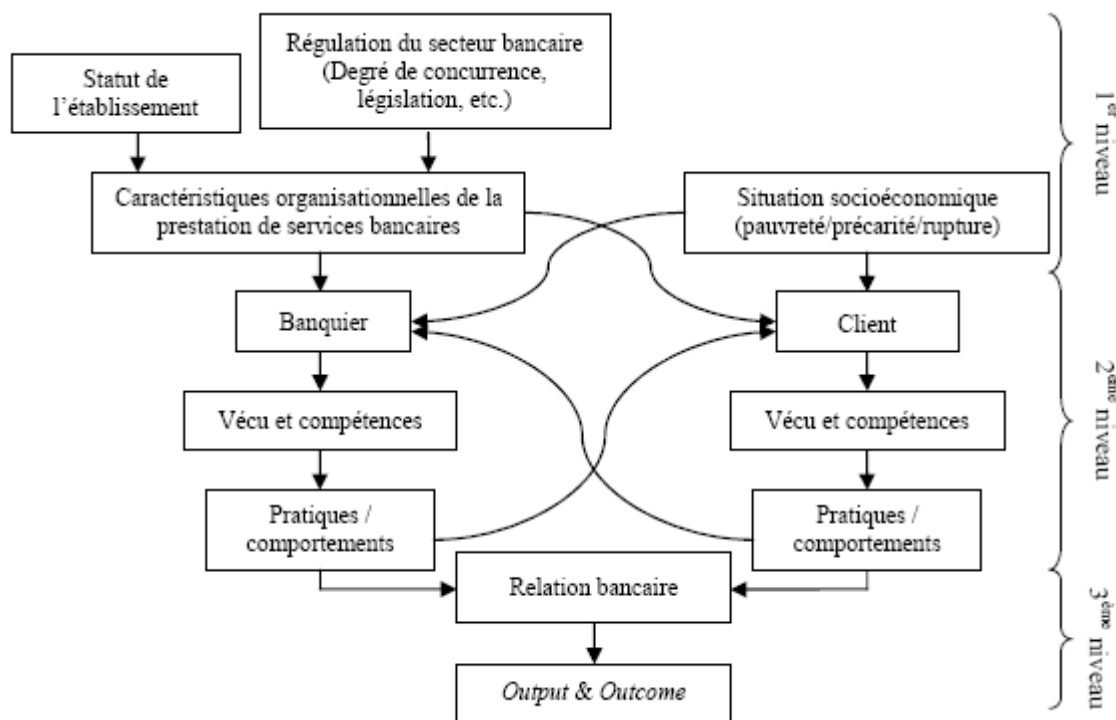 Régulation du secteur bancaire
(Degré de concurrence,
législation, etc.)
Statut de
l'établissement
1er niveau
Caractéristiques organisationnelles de la
prestation de services bancaires
Situation socioéconomique
(pauvreté/précarité/rupture)
Banquier
Client
2ème niveau
Vécu et compétences
Vécu et compétences
Pratiques /
comportements
Pratiques /
comportements
Relation bancaire
3ème niveau
Output & Outcome